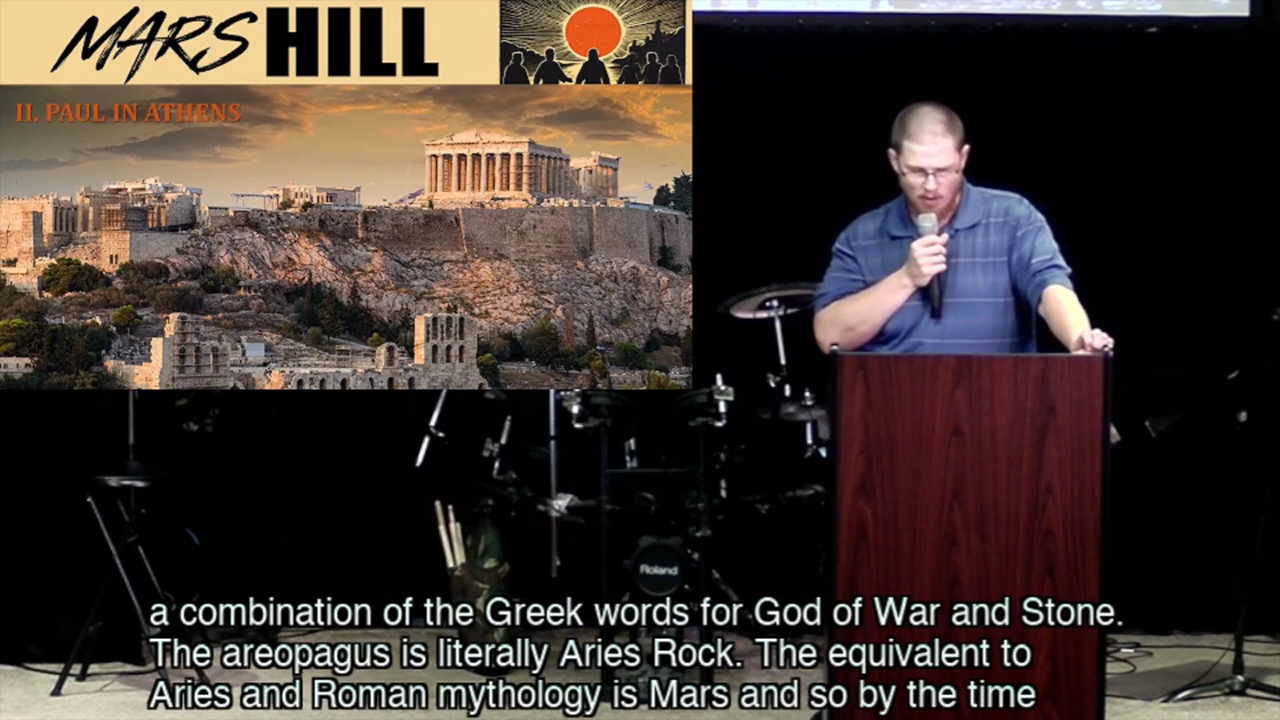 MARS HILL
II. PAUL IN ATHENS
Roland
a combination of the Greek words for God of War and Stone.
The areopagus is literally Aries Rock. The equivalent to
Aries and Roman mythology is Mars and so by the time